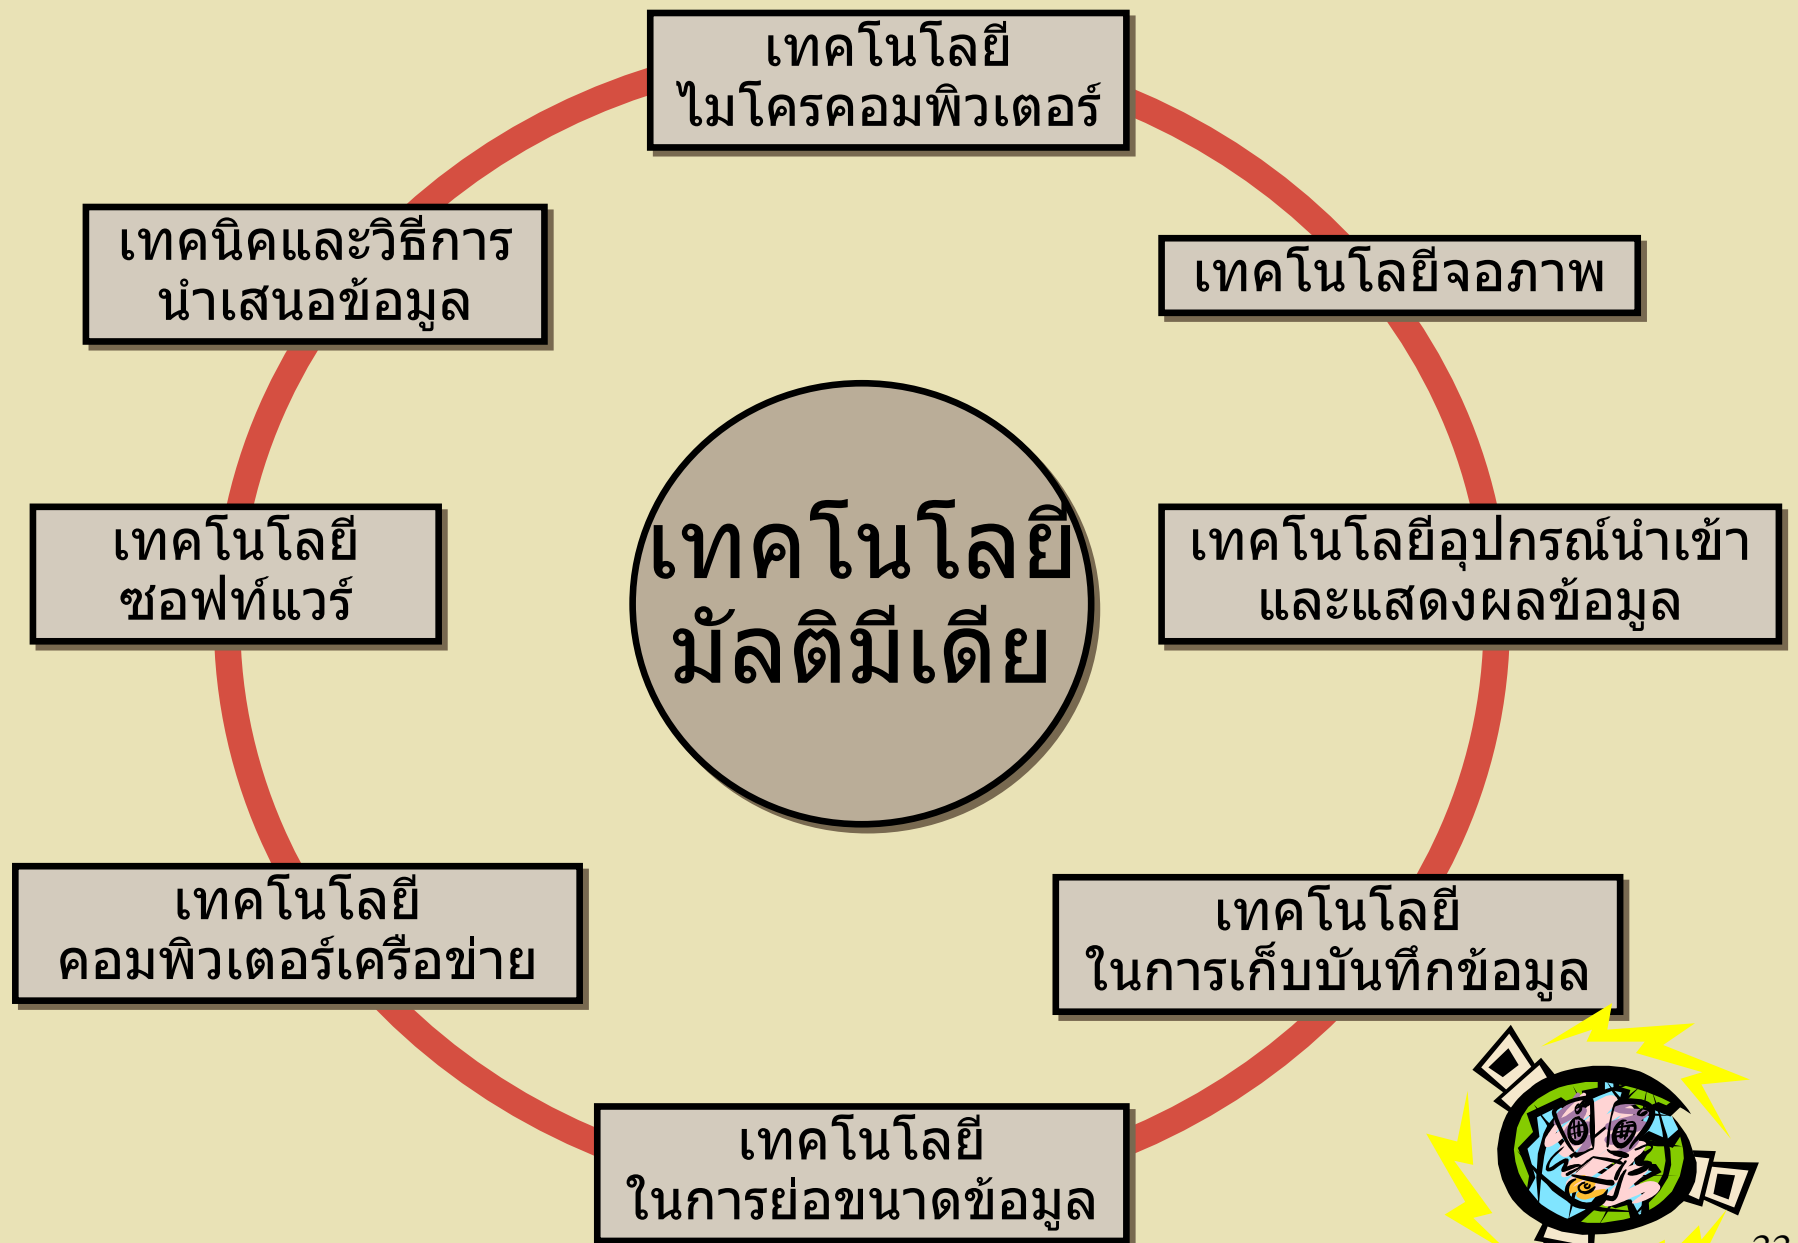 เทคโนโลยี
ไมโครคอมพิวเตอร์
เทคนิคและวิธีการ
นำเสนอข้อมูล
เทคโนโลยีจอภาพ
เทคโนโลยี
มัลติมีเดีย
เทคโนโลยี
ซอฟท์แวร์
เทคโนโลยีอุปกรณ์นำเข้า
และแสดงผลข้อมูล
เทคโนโลยี
คอมพิวเตอร์เครือข่าย
เทคโนโลยี
ในการเก็บบันทึกข้อมูล
เทคโนโลยี
ในการย่อขนาดข้อมูล